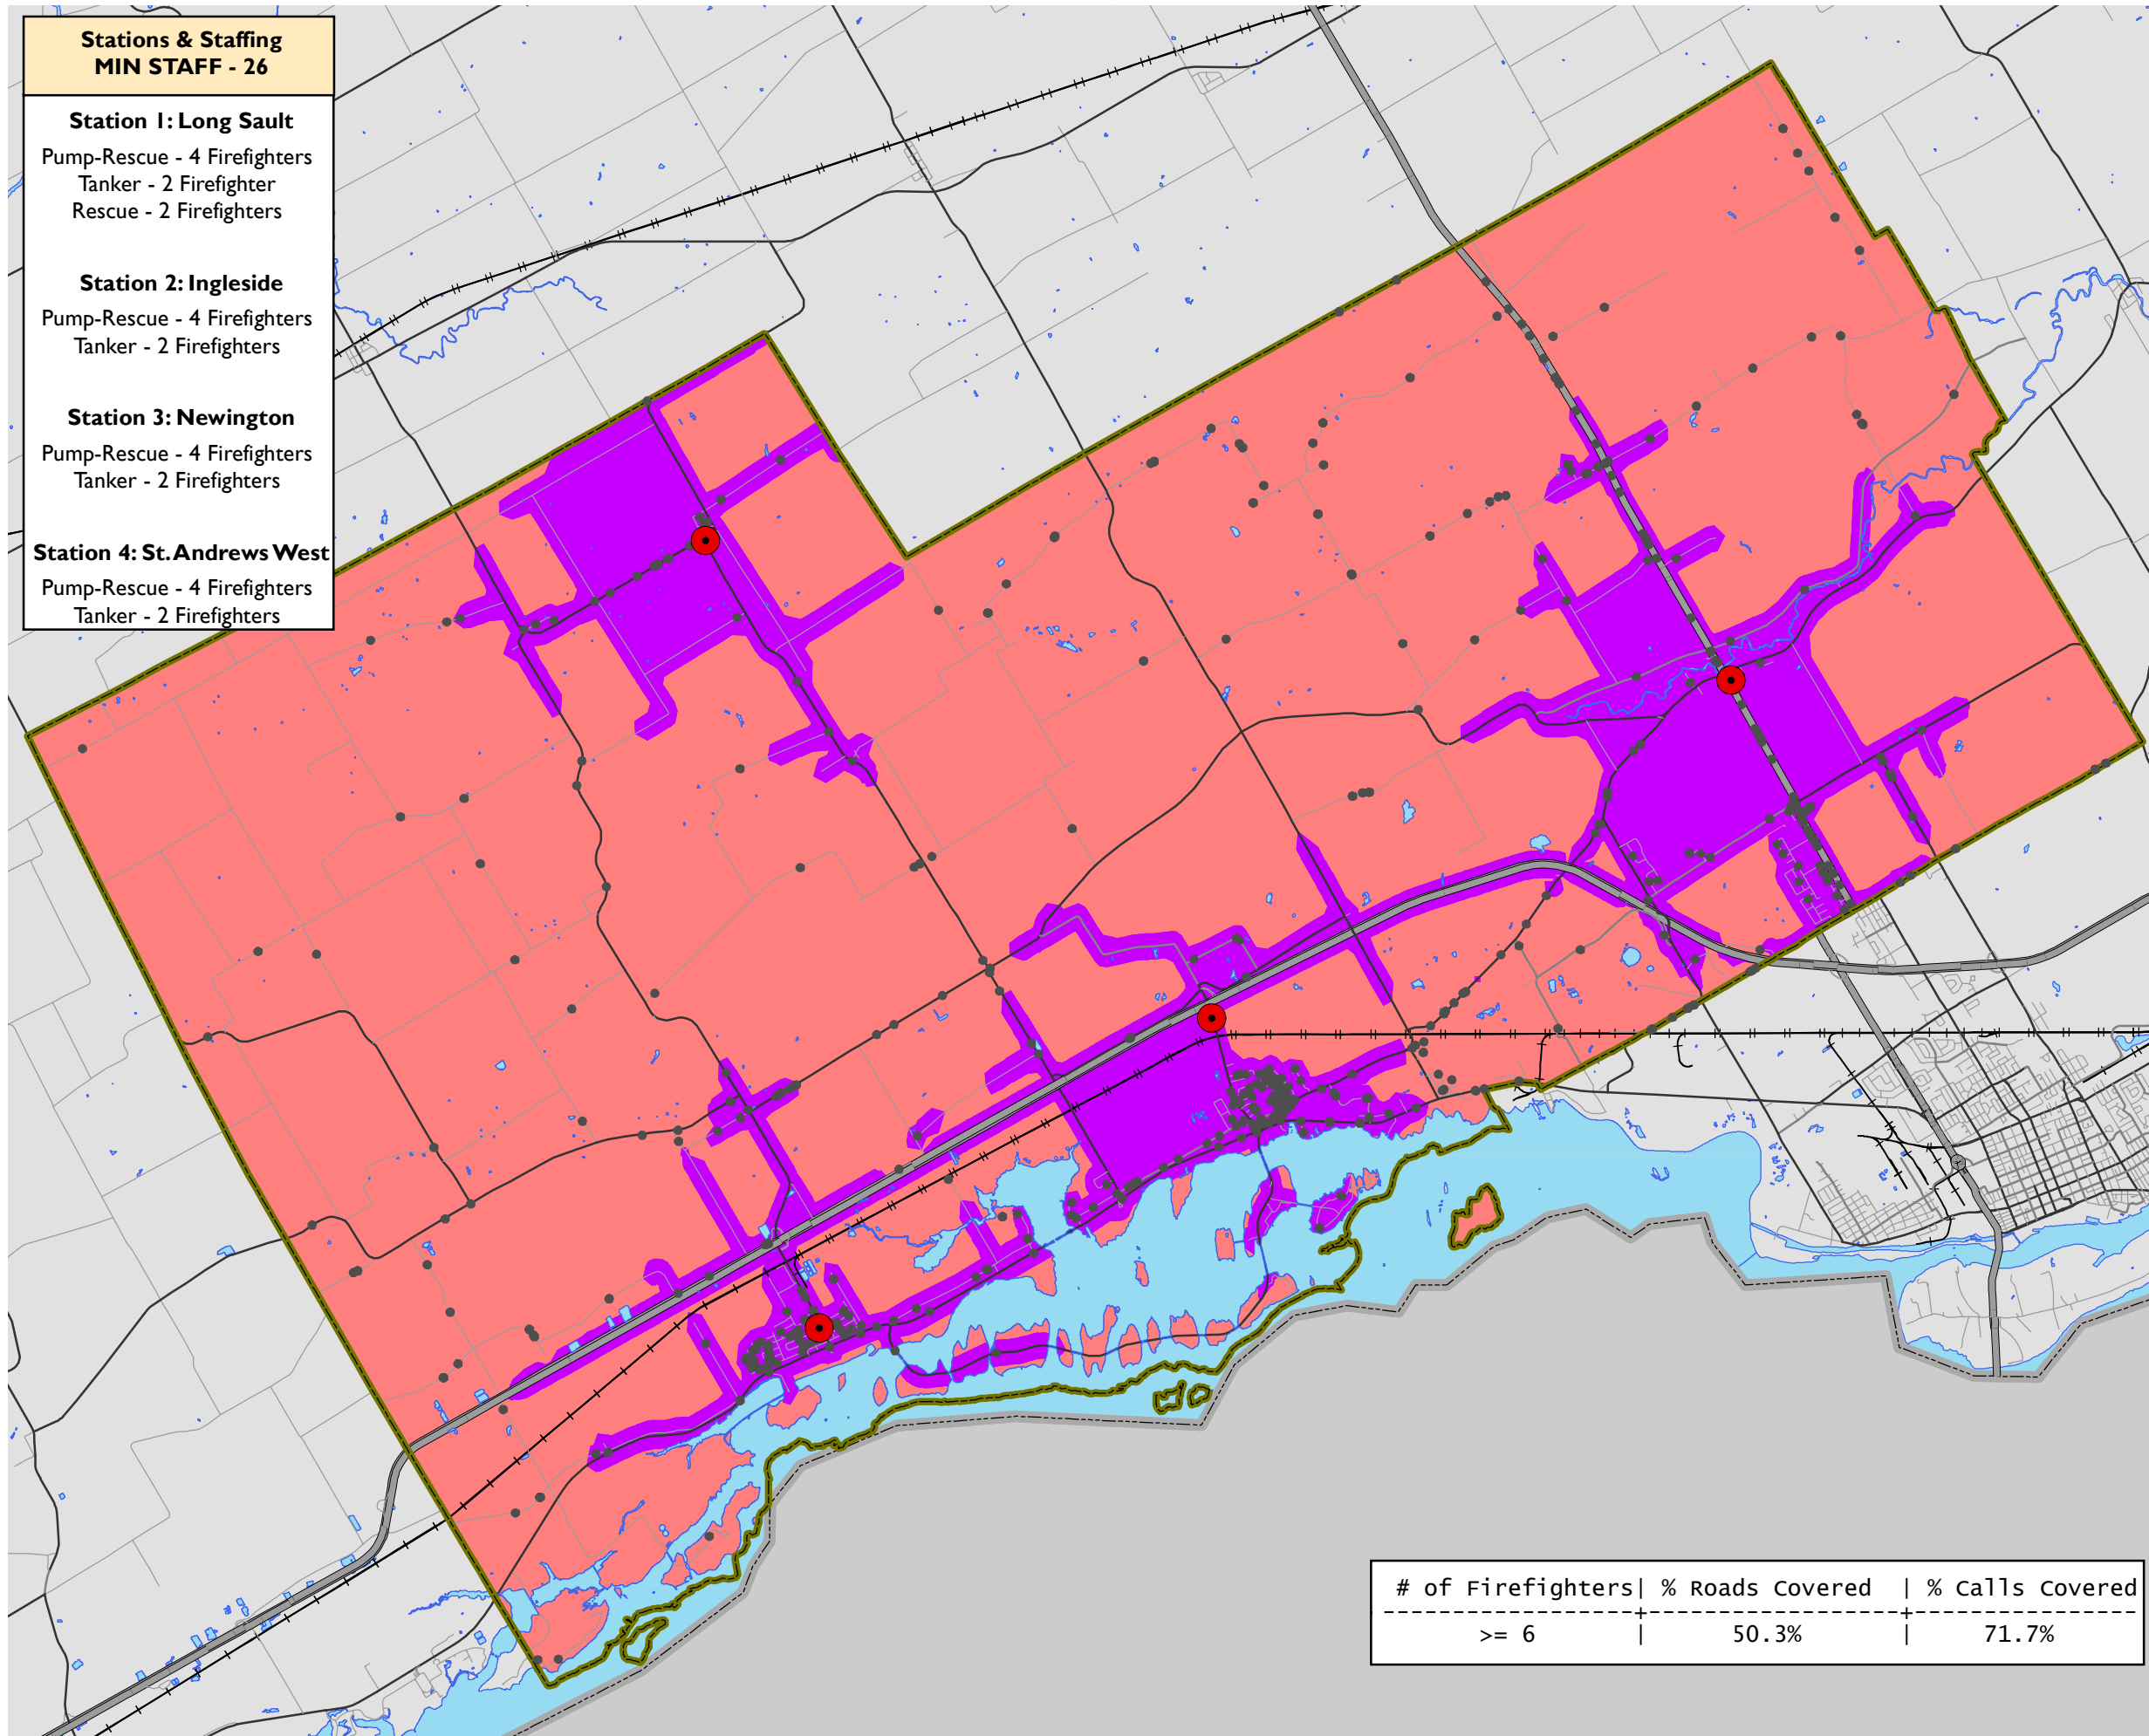 Stations & Staffing
MIN STAFF - 26
Station 1: Long Sault
Pump-Rescue - 4 Firefighters
Tanker - 2 Firefighter
Rescue - 2 Firefighters
Station 2: Ingleside
Pump-Rescue - 4 Firefighters
Tanker - 2 Firefighters
Station 3: Newington
Pump-Rescue - 4 Firefighters
Tanker - 2 Firefighters
Station 4: St. Andrews West
Pump-Rescue - 4 Firefighters
Tanker - 2 Firefighters
# of Firefighters| % Roads Covered | % Calls Covered
>= 6 | 50.3% | 71.7%